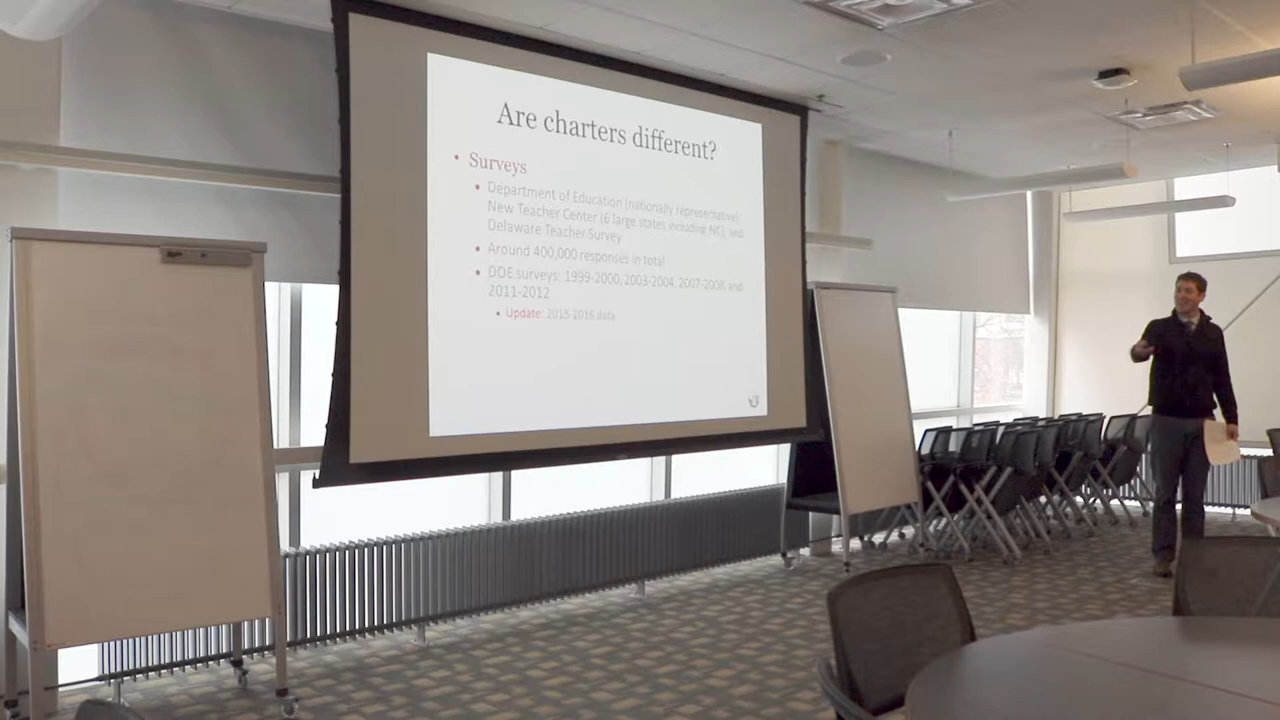 Are charters different?
• Surveys
• Department of Education (nationally representative),
New Teacher Center (6 large states including NC), and
Delaware Teacher Survey
• Around 400,000 responses in total
• DOE surveys: 1999-2000, 2003-2004, 2007-2008, and
2011-2012
• Update: 2015-2016 data